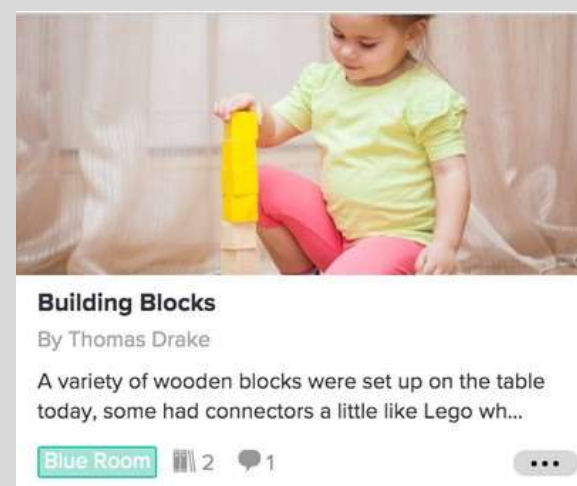 Building Blocks
By Thomas Drake
A variety of wooden blocks were set up on the table
today, some had connectors a little like Lego wh...
Blue Room 2 1